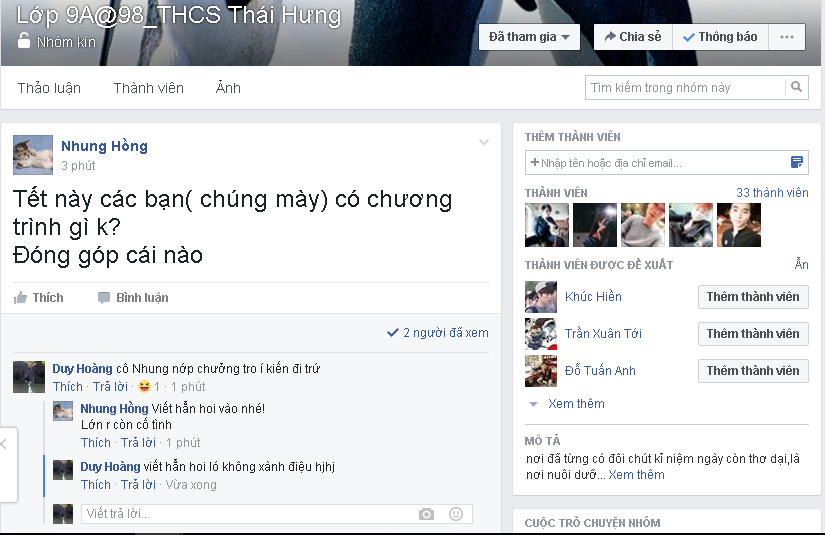 Lớp 9A@98_THCS Thái Hưng
Nhóm kín
Đã tham gia
Chia sẻ
Thông báo
Thảo luận
Thành viên
Ảnh
Tìm kiếm trong nhóm này
Nhung Hồng
3 phút
Tết này các bạn( chúng mày) có chương
trình gì k?
Đóng góp cái nào
Thích
Bình luận
2 người đã xem
Duy Hoàng cô Nhung nớp chưởng tro í kiến đi trứ
Thích · Trả lời · 1 · 1 phút
Nhung Hồng Viết hẳn hoi vào nhé!
Lớn r còn cố tình
Thích · Trả lời · 1 phút
Duy Hoàng viết hẳn hoi ló không xành điệu hjhj
Thích · Trả lời · Vừa xong
Viết trả lời...
THÊM THÀNH VIÊN
+Nhập tên hoặc địa chỉ email...
THÀNH VIÊN
33 thành viên
THÀNH VIÊN ĐƯỢC ĐỀ XUẤT
Ẩn
Khúc Hiền
Thêm thành viên
Trần Xuân Tới
Thêm thành viên
Đỗ Tuấn Anh
Thêm thành viên
Xem thêm
MÔ TẢ
nơi đã từng có đôi chút kỉ niệm ngày còn thơ dại,là
nơi nuôi dưỡ... Xem thêm
CUỘC TRÒ CHUYỆN NHÓM